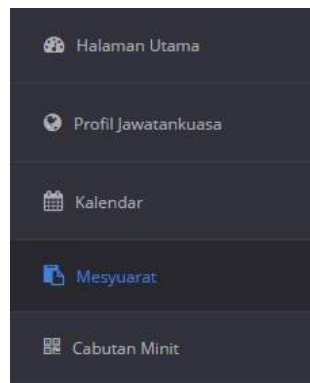 Halaman Utama
Profil Jawatankuasa
Kalendar
Mesyuarat
Cabutan Minit